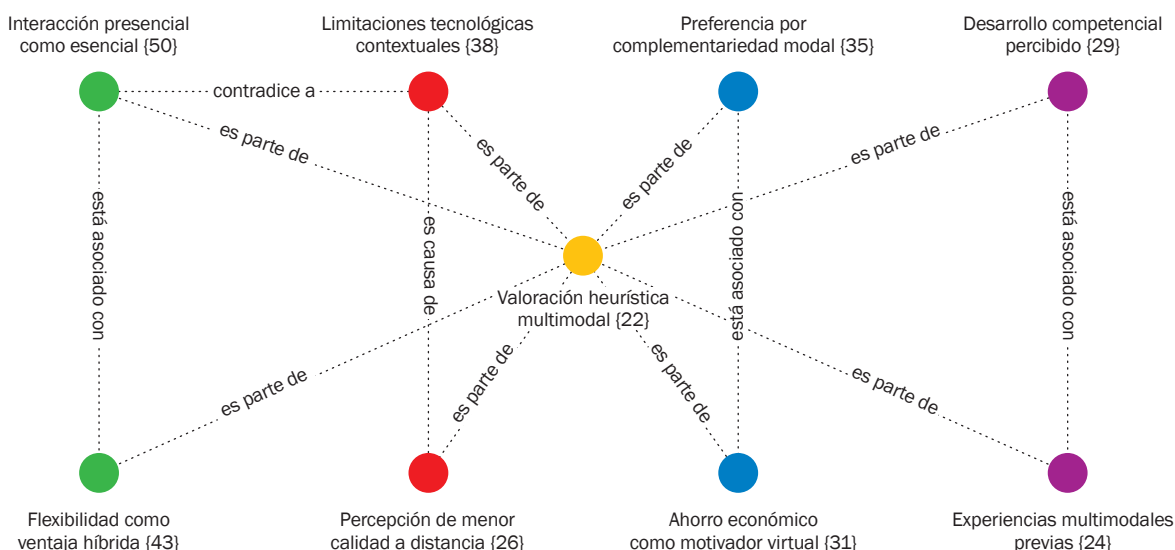 Interacción presencial
como esencial {50}
Limitaciones tecnológicas
contextuales {38}
Preferencia por
complementariedad modal {35}
Desarrollo competencial
percibido {29}
contradice a
es parte de
es parte de
es parte de
es parte de
está asociado con
es causa de
está asociado con
está asociado con
Valoración heurística
multimodal {22}
es parte de
es parte de
es parte de
es parte de
Flexibilidad como
ventaja híbrida {43}
Percepción de menor
calidad a distancia {26}
Ahorro económico
como motivador virtual {31}
Experiencias multimodales
previas {24}